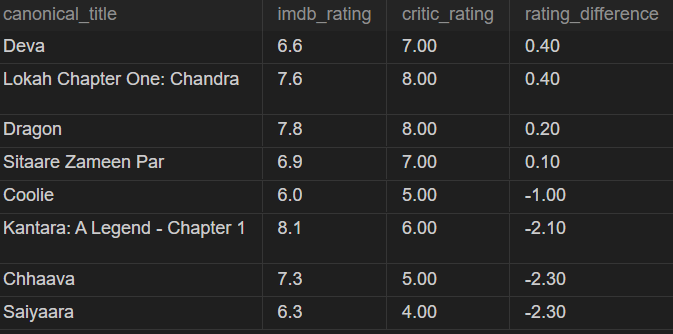 canonical_title imdb_rating critic_rating rating_difference
Deva 6.6 7.00 0.40
Lokah Chapter One: Chandra 7.6 8.00 0.40
Dragon 7.8 8.00 0.20
Sitaare Zameen Par 6.9 7.00 0.10
Coolie 6.0 5.00 -1.00
Kantara: A Legend - Chapter 1 8.1 6.00 -2.10
Chhaava 7.3 5.00 -2.30
Saiyaara 6.3 4.00 -2.30